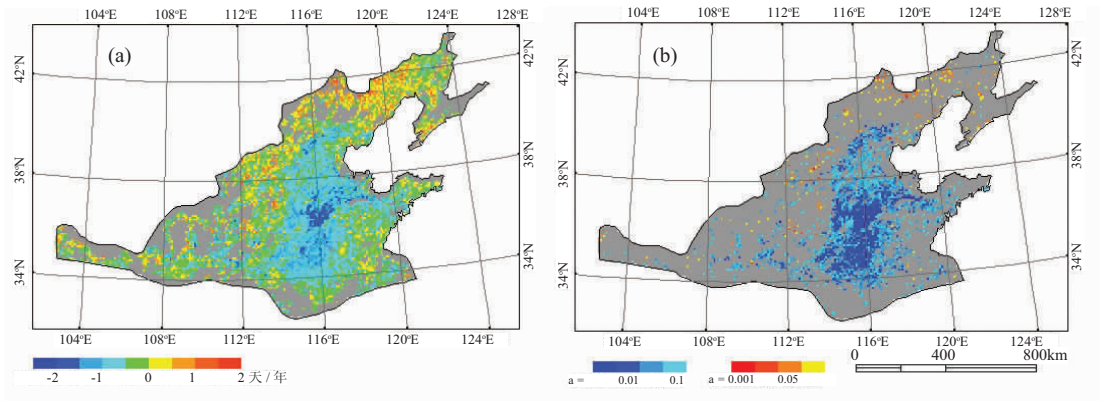 104°E 108°E 112°E 116°E 120°E 124°E 128°E
(a)
42°N
38°N
34°N
42°N
38°N
34°N
104°E 108°E 112°E 116°E 120°E 124°E
-2 -1 0 1 2 天 / 年
104°E 108°E 112°E 116°E 120°E 124°E 128°E
(b)
42°N
38°N
34°N
42°N
38°N
34°N
104°E 108°E 112°E 116°E 120°E 124°E
a = 0.01 0.1
a = 0.001 0.05
0 400 800km